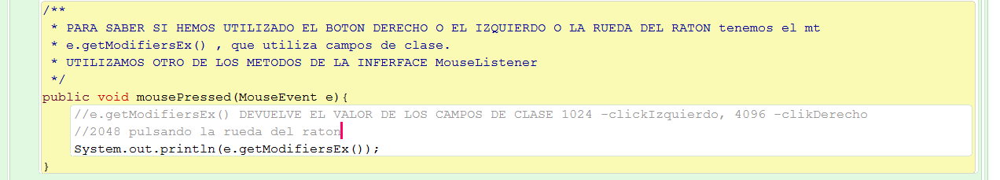 /**
* PARA SABER SI HEMOS UTILIZADO EL BOTON DERECHO O EL IZQUIERDO O LA RUEDA DEL RATON tenemos el mt
* e.getModifiersEx() , que utiliza campos de clase.
* UTILIZAMOS OTRO DE LOS METODOS DE LA INFERFACE MouseListener
*/
public void mousePressed(MouseEvent e){
//e.getModifiersEx() DEVUELVE EL VALOR DE LOS CAMPOS DE CLASE 1024 -clickIzquierdo, 4096 -clikDerecho
//2048 pulsando la rueda del raton
System.out.println(e.getModifiersEx());
}